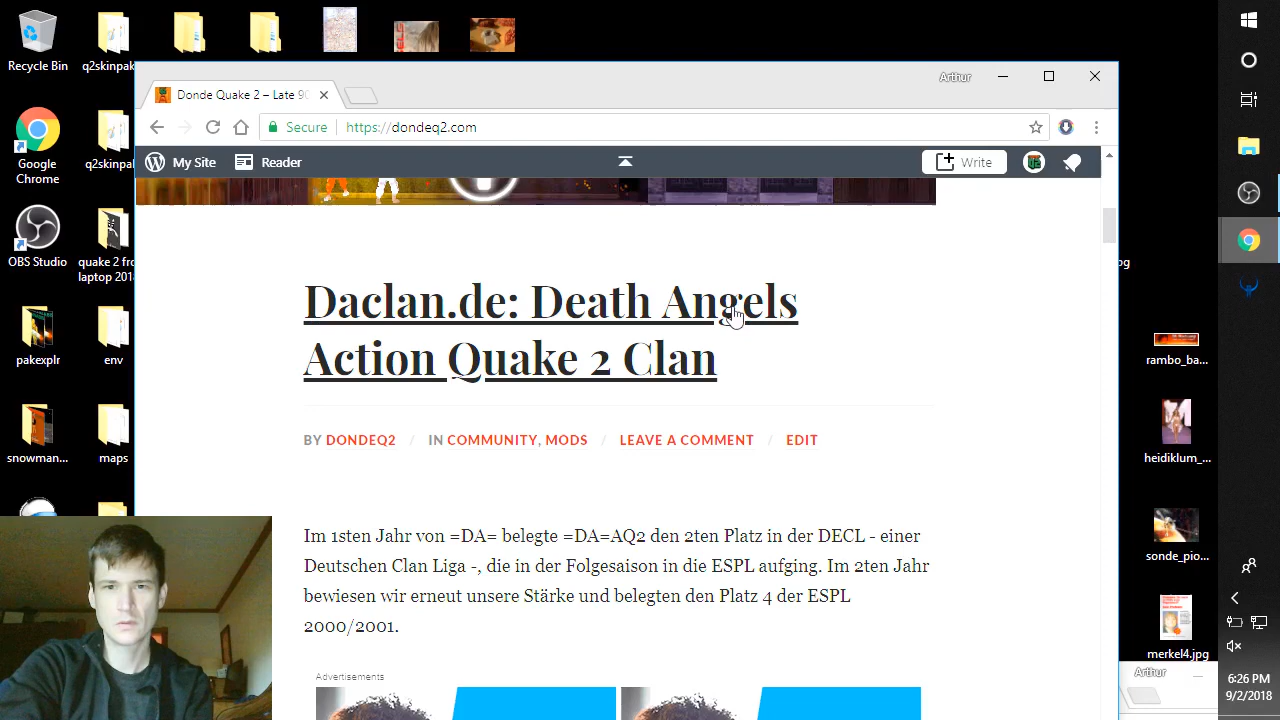 Recycle Bin
q2skinpak
Google
Chrome
q2skinpak
OBS Studio
quake 2 fro
laptop 201
pakexplr
env
snowman...
maps
Arthur
Donde Quake 2 – Late 90
Secure
https://dondeq2.com
My Site
Reader
Write
Daclan.de: Death Angels
Action Quake 2 Clan
BY DONDEQ2 / IN COMMUNITY, MODS / LEAVE A COMMENT / EDIT
Im 1sten Jahr von =DA= belegte =DA=AQ2 den 2ten Platz in der DECL - einer
Deutschen Clan Liga -, die in der Folgesaison in die ESPL aufging. Im 2ten Jahr
bewiesen wir erneut unsere Stärke und belegten den Platz 4 der ESPL
2000/2001.
Advertisements
pg
rambo_ba...
heidiklum_...
sonde_pio...
merkel4.jpg
Arthur
6:26 PM
9/2/2018